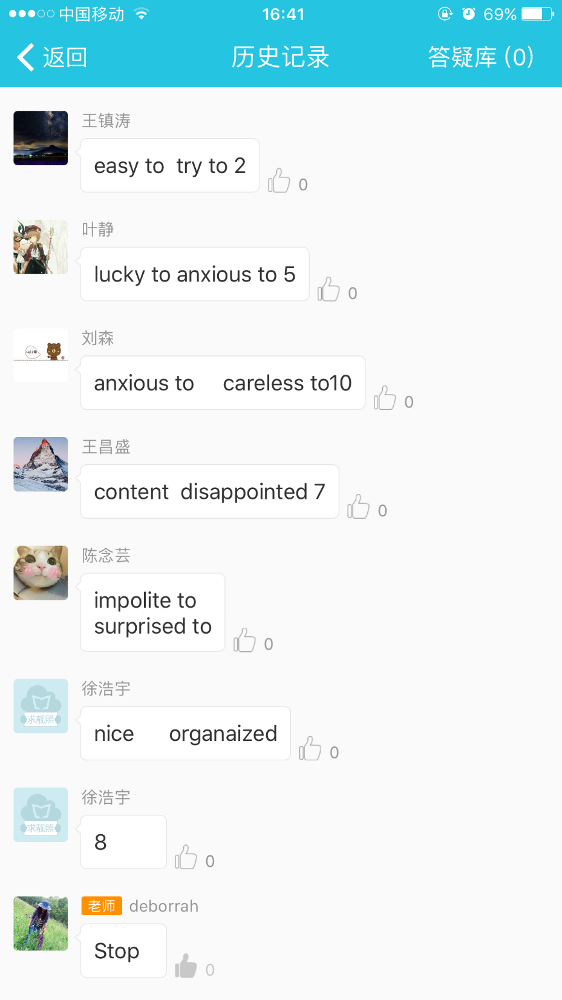 中国移动 16:41 69%
返回 历史记录 答疑库 (0)
王镇涛
easy to  try to 2
0
叶静
lucky to anxious to 5
0
刘森
anxious to     careless to10
0
王昌盛
content  disappointed 7
0
陈念芸
impolite to
surprised to
0
徐浩宇
求靓照
nice      organaized
0
徐浩宇
求靓照
8
0
老师 deborrah
Stop
0